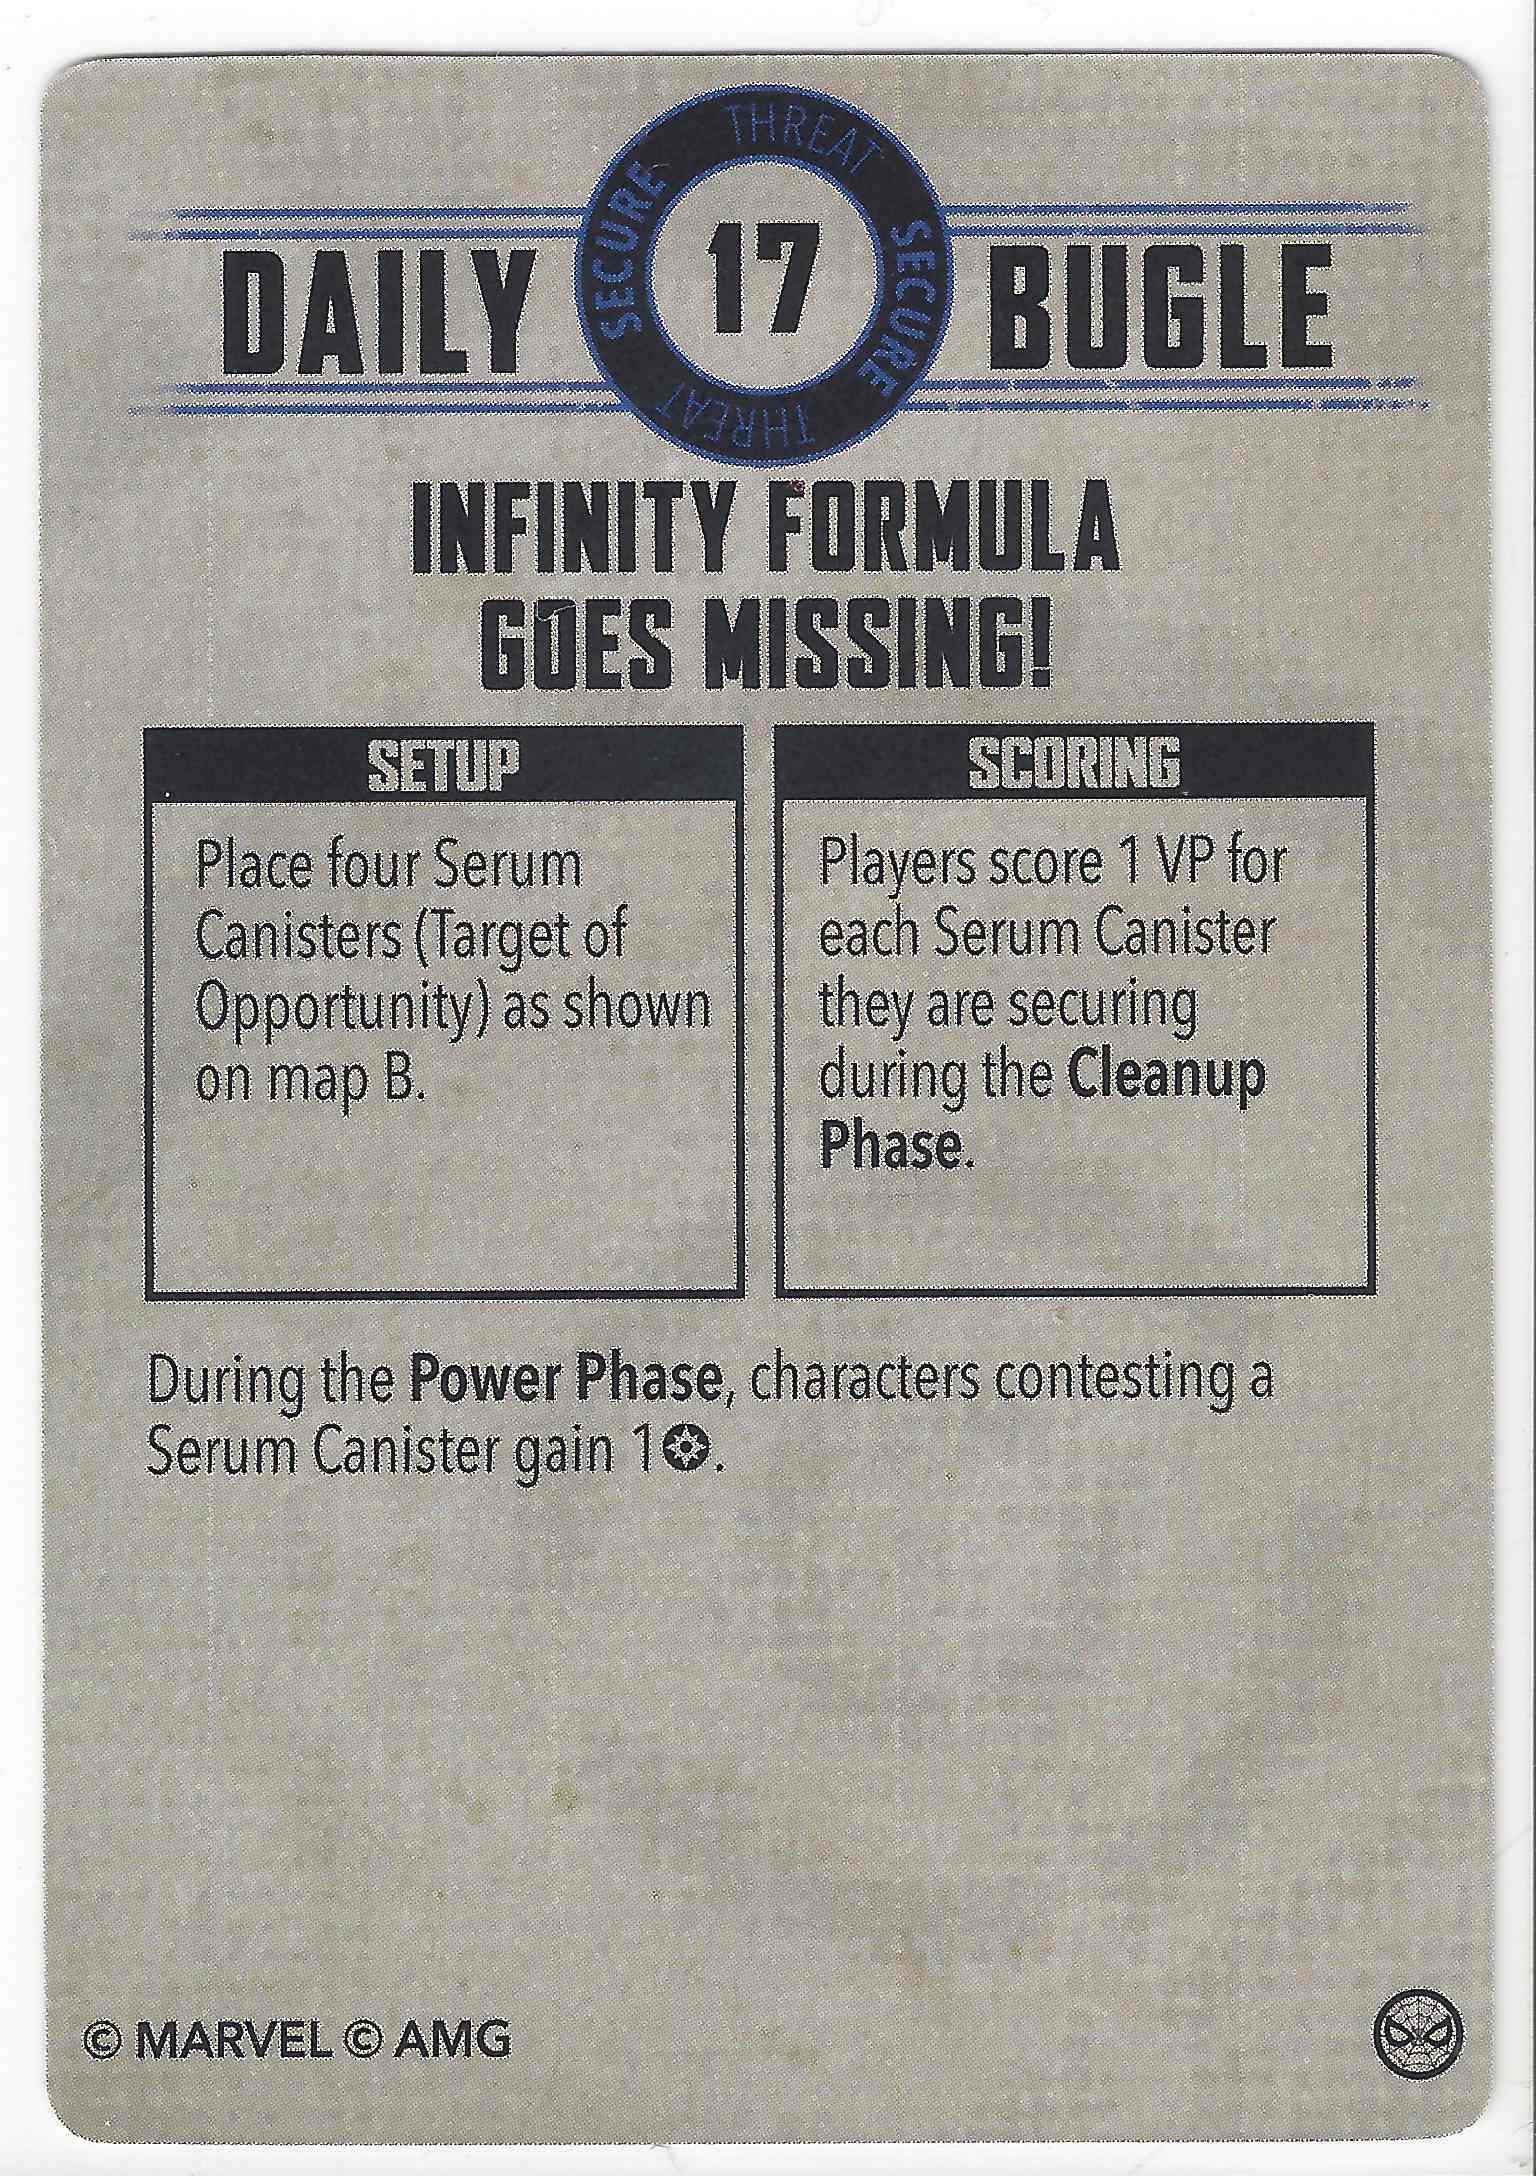 THREAT
SECURE
SECURE
THREAT
DAILY 17 BUGLE
INFINITY FORMULA
GOES MISSING!
SETUP
Place four Serum
Canisters (Target of
Opportunity) as shown
on map B.
SCORING
Players score 1 VP for
each Serum Canister
they are securing
during the Cleanup
Phase.
During the Power Phase, characters contesting a
Serum Canister gain 1.
© MARVEL © AMG